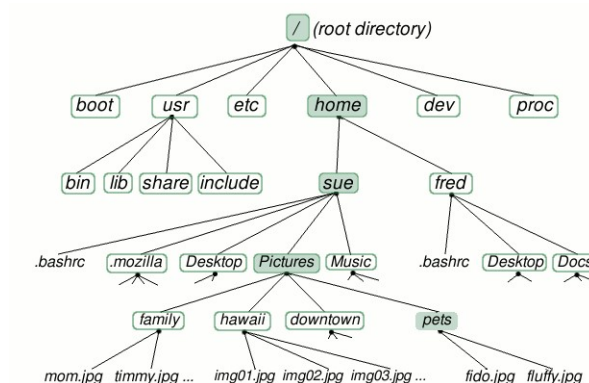 / (root directory)
boot usr etc home dev proc
bin lib share include sue fred
.bashrc .mozilla Desktop Pictures Music .bashrc Desktop Docs
family hawaii downtown pets
mom.jpg timmy.jpg ... img01.jpg img02.jpg img03.jpg ... fido.jpg fluffy.jpg